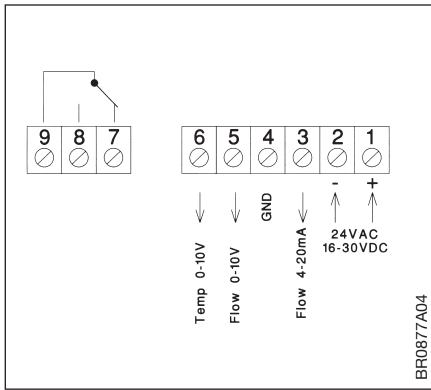 9 8 7 6 5 4 3 2 1
- +
Temp 0-10V
Flow 0-10V
GND
Flow 4-20mA
24VAC
16-30VDC
BR0877A04